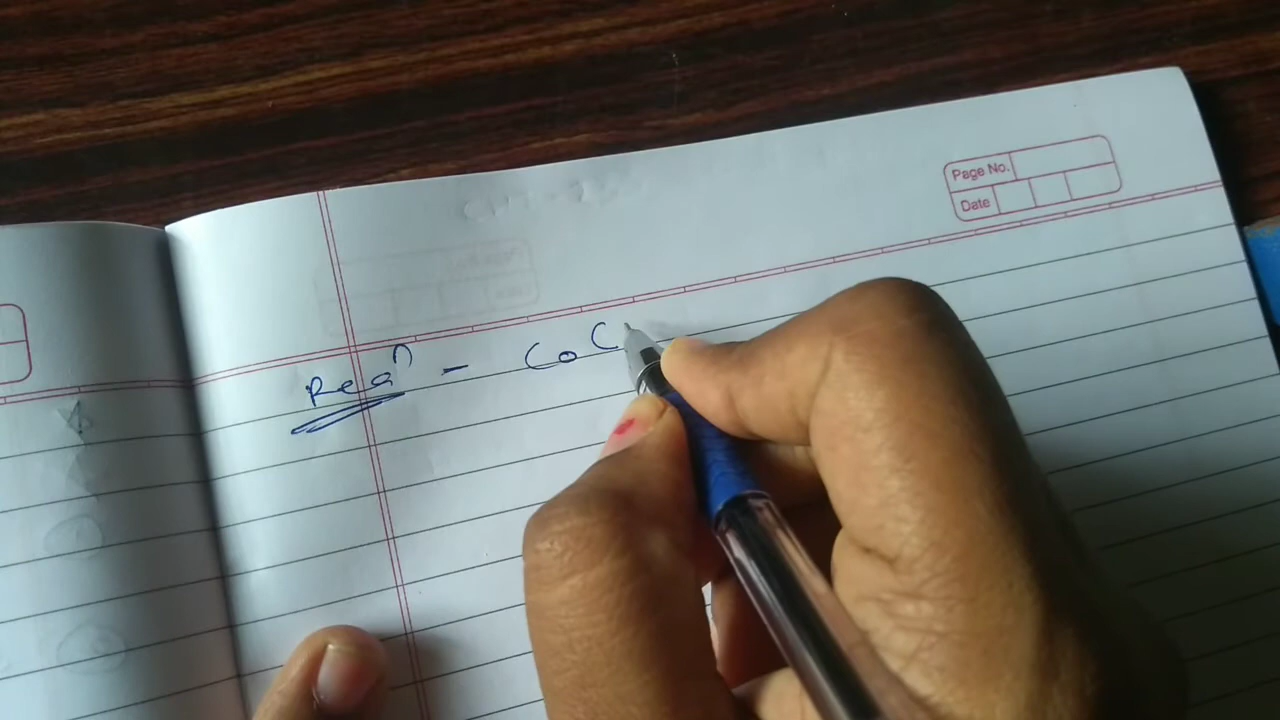 Page No.
Date
Reaⁿ - CoC